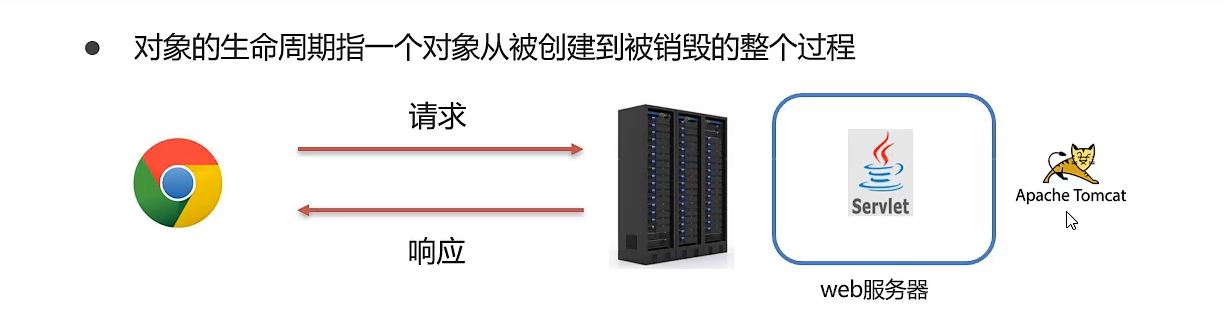 ● 对象的生命周期指一个对象从被创建到被销毁的整个过程
请求
响应
Servlet
Apache Tomcat
web服务器